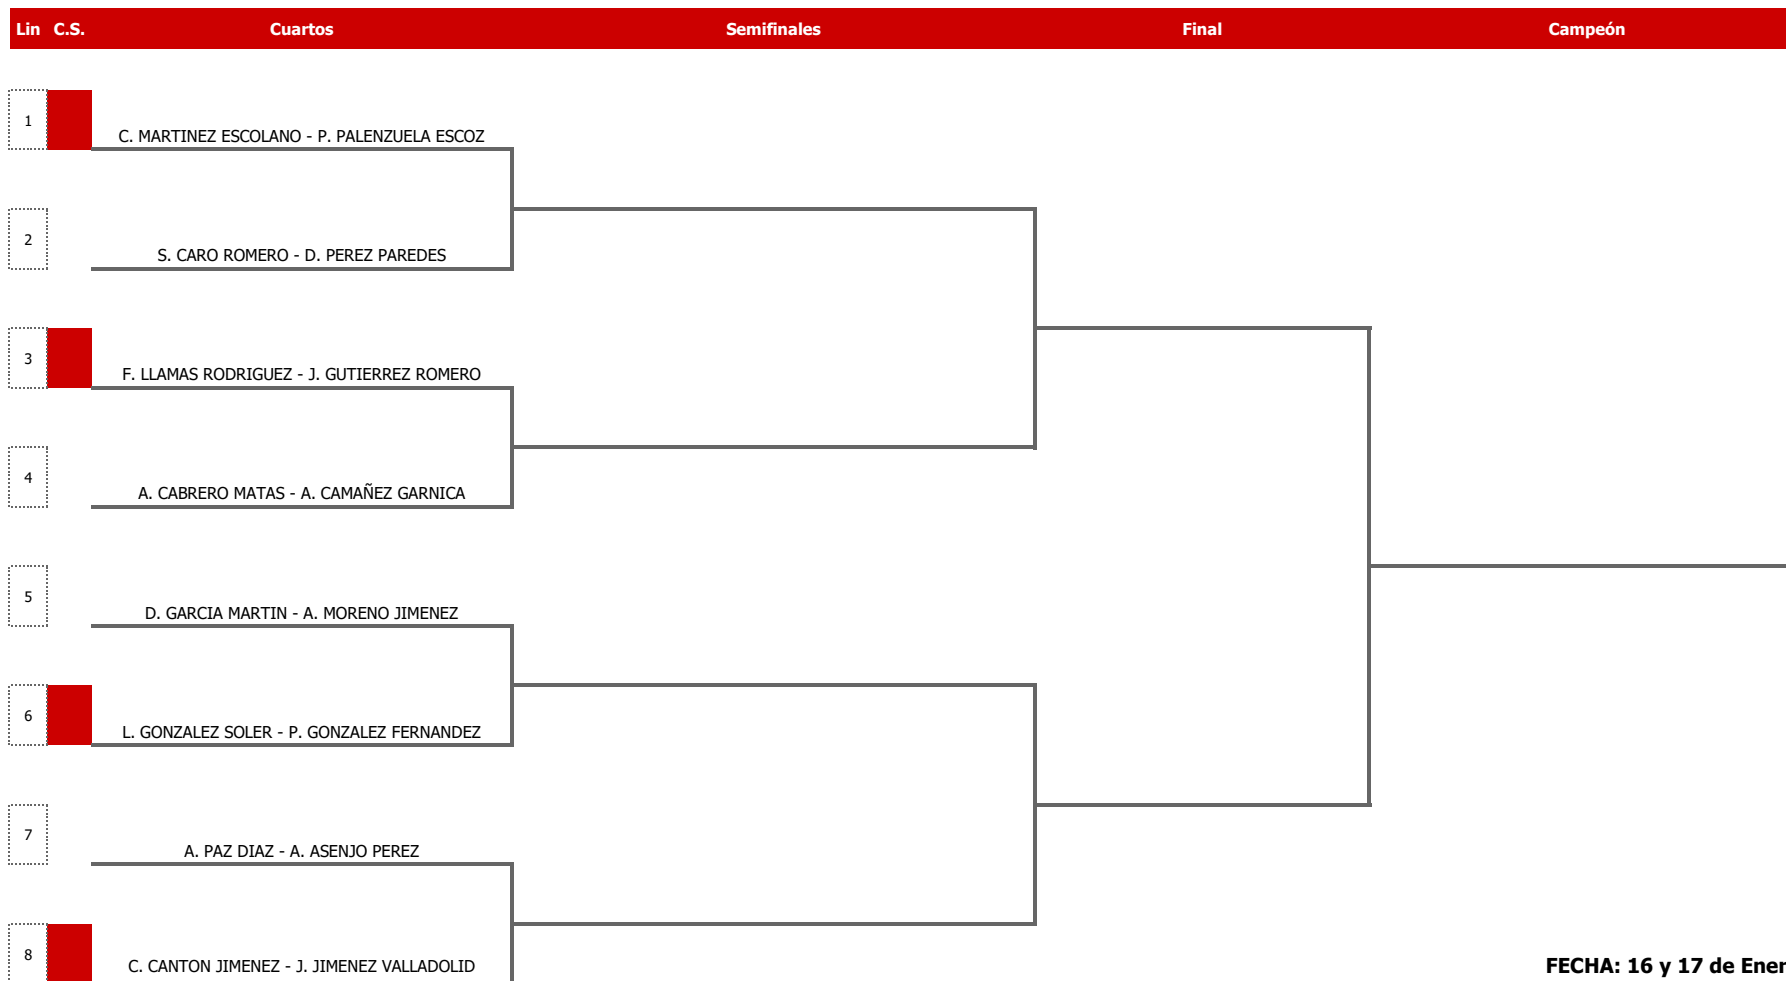 Lin C.S. Cuartos Semifinales Final Campeón
1
C. MARTINEZ ESCOLANO - P. PALENZUELA ESCOZ
2
S. CARO ROMERO - D. PEREZ PAREDES
3
F. LLAMAS RODRIGUEZ - J. GUTIERREZ ROMERO
4
A. CABRERO MATAS - A. CAMAÑEZ GARNICA
5
D. GARCIA MARTIN - A. MORENO JIMENEZ
6
L. GONZALEZ SOLER - P. GONZALEZ FERNANDEZ
7
A. PAZ DIAZ - A. ASENJO PEREZ
8
C. CANTON JIMENEZ - J. JIMENEZ VALLADOLID
FECHA: 16 y 17 de Ener